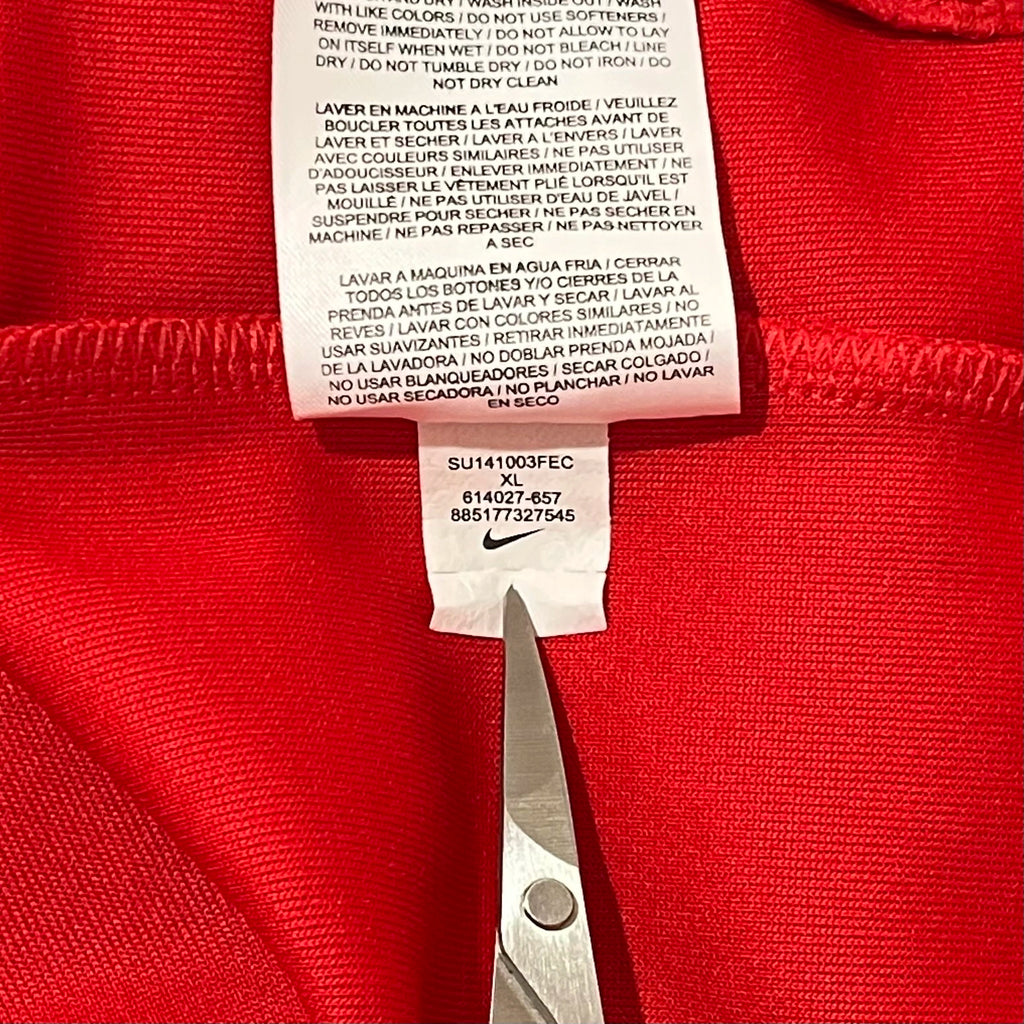 WASH INSIDE OUT / WASH
WITH LIKE COLORS / DO NOT USE SOFTENERS /
REMOVE IMMEDIATELY / DO NOT ALLOW TO LAY
ON ITSELF WHEN WET / DO NOT BLEACH / LINE
DRY / DO NOT TUMBLE DRY / DO NOT IRON / DO
NOT DRY CLEAN
LAVER EN MACHINE A L'EAU FROIDE / VEUILLEZ
BOUCLER TOUTES LES ATTACHES AVANT DE
LAVER ET SECHER / LAVER A L'ENVERS / LAVER
AVEC COULEURS SIMILAIRES / NE PAS UTILISER
D'ADOUCISSEUR / ENLEVER IMMEDIATEMENT / NE
PAS LAISSER LE VÊTEMENT PLIÉ LORSQU'IL EST
MOUILLÉ / NE PAS UTILISER D'EAU DE JAVEL /
SUSPENDRE POUR SECHER / NE PAS SECHER EN
MACHINE / NE PAS REPASSER / NE PAS NETTOYER
A SEC
LAVAR A MAQUINA EN AGUA FRIA / CERRAR
TODOS LOS BOTONES Y/O CIERRES DE LA
PRENDA ANTES DE LAVAR Y SECAR / LAVAR AL
REVES / LAVAR CON COLORES SIMILARES / NO
USAR SUAVIZANTES / RETIRAR INMEDIATAMENTE
DE LA LAVADORA / NO DOBLAR PRENDA MOJADA /
NO USAR BLANQUEADORES / SECAR COLGADO /
NO USAR SECADORA / NO PLANCHAR / NO LAVAR
EN SECO
SU141003FEC
XL
614027-657
885177327545